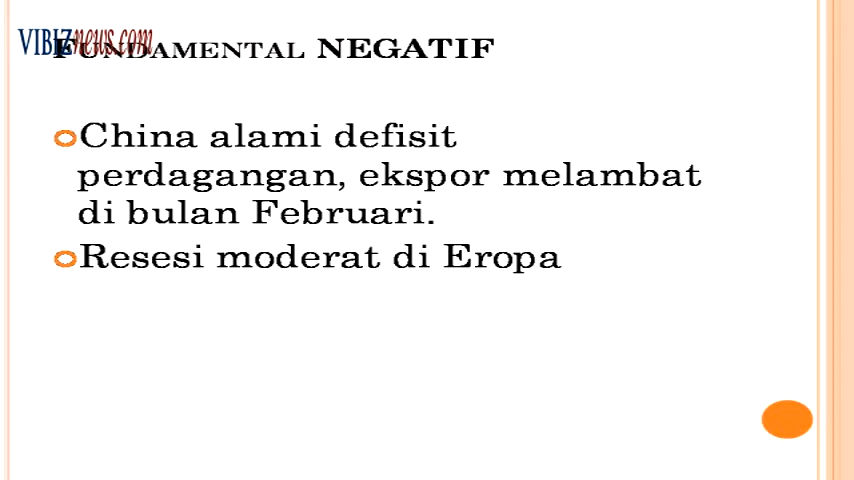 VIBIZnews.com
FUNDAMENTAL NEGATIF
China alami defisit
perdagangan, ekspor melambat
di bulan Februari.
Resesi moderat di Eropa